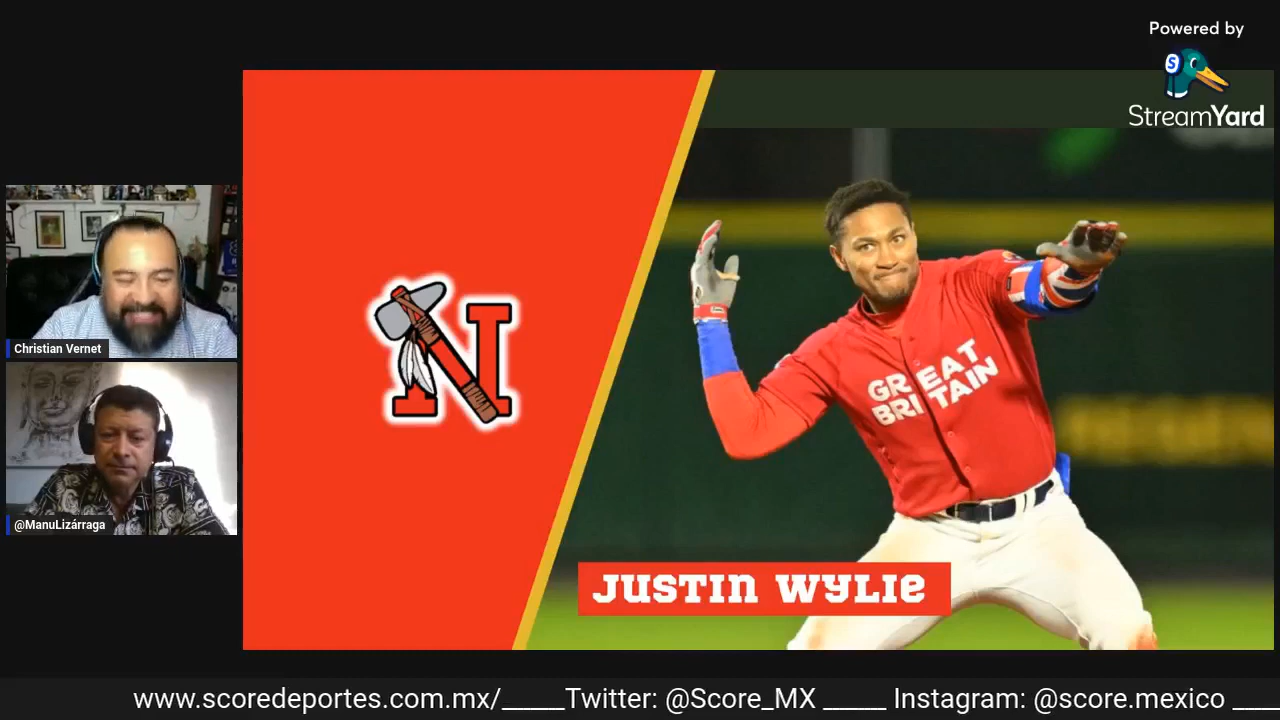 Powered by
S
StreamYard
Christian Vernet
@ManuLizárraga
N
GREAT
BRITAIN
JUSTIN WYLIE
www.scoredeportes.com.mx/_____Twitter: @Score_MX _____ Instagram: @score.mexico ____